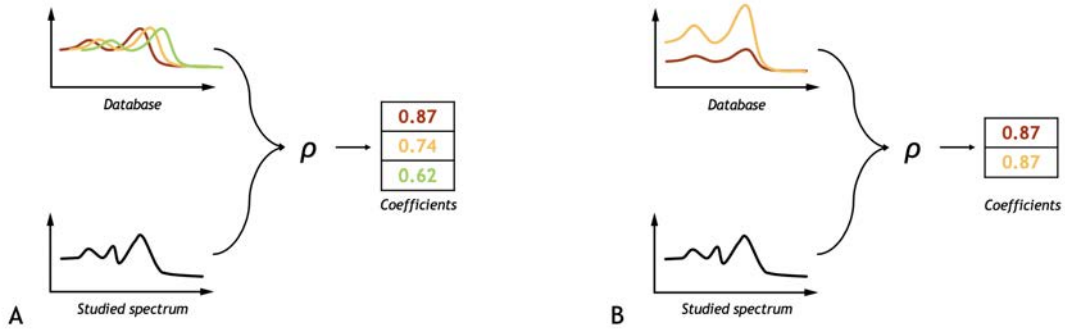 Database
ρ
0.87
0.74
0.62
Coefficients
Studied spectrum
A
Database
ρ
0.87
0.87
Coefficients
Studied spectrum
B